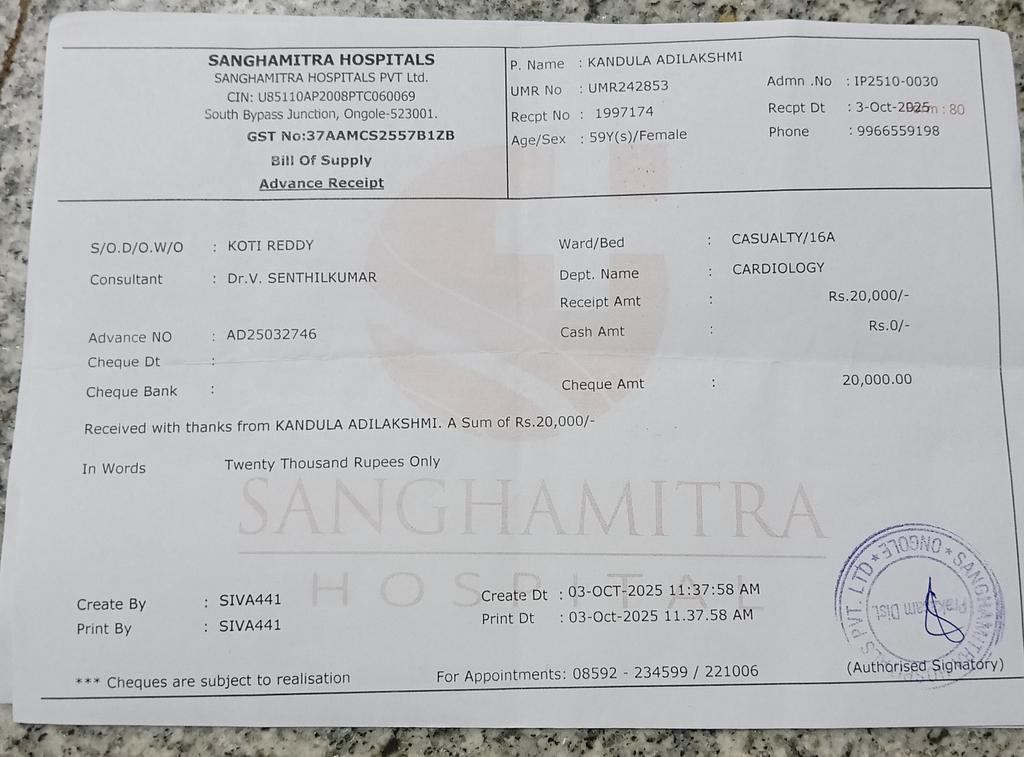 SANGHAMITRA HOSPITALS
SANGHAMITRA HOSPITALS PVT Ltd.
CIN: U85110AP2008PTC060069
South Bypass Junction, Ongole-523001.
GST No:37AAMCS2557B1ZB
Bill Of Supply
Advance Receipt
P. Name : KANDULA ADILAKSHMI
UMR No : UMR242853
Admn .No : IP2510-0030
Recpt No : 1997174
Recpt Dt : 3-Oct-2025 : 80
Age/Sex : 59Y(s)/Female
Phone : 9966559198
S/O.D/O.W/O : KOTI REDDY
Ward/Bed : CASUALTY/16A
Consultant : Dr.V. SENTHILKUMAR
Dept. Name : CARDIOLOGY
Receipt Amt : Rs.20,000/-
Advance NO : AD25032746
Cash Amt : Rs.0/-
Cheque Dt :
Cheque Bank :
Cheque Amt : 20,000.00
Received with thanks from KANDULA ADILAKSHMI. A Sum of Rs.20,000/-
In Words Twenty Thousand Rupees Only
SANGHAMITRA
HOSPITAL
Create By : SIVA441
Create Dt : 03-OCT-2025 11:37:58 AM
Print By : SIVA441
Print Dt : 03-Oct-2025 11.37.58 AM
SANGHAMITRA PVT. LTD * ONGOLE *
Prakasam Dist.
(Authorised Signatory)
*** Cheques are subject to realisation
For Appointments: 08592 - 234599 / 221006